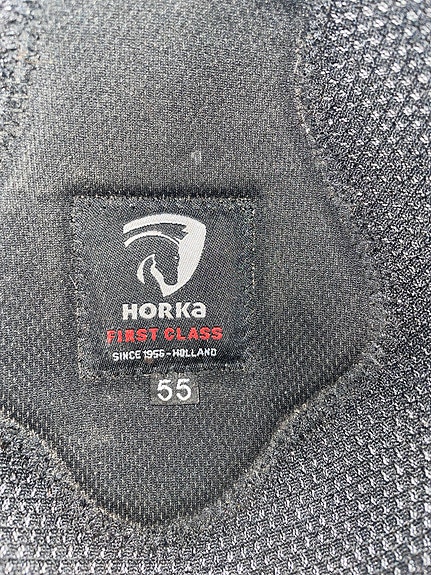 HORKa
FIRST CLASS
SINCE 1956 - HOLLAND
55